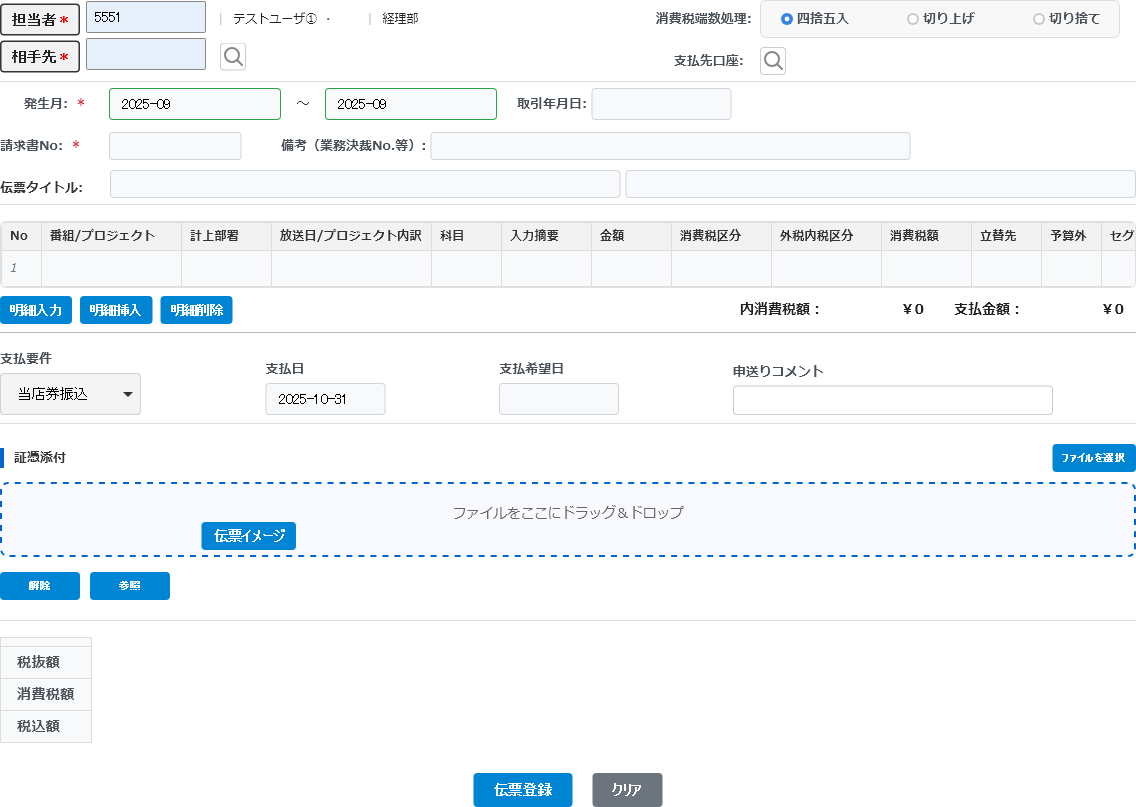 担当者* 5551 | テストユーザ① ・ | 経理部 消費税端数処理: 四捨五入 切り上げ 切り捨て
相手先* 支払先口座:
発生月: * 2025-09 ～ 2025-09 取引年月日:
請求書No: * 備考（業務決裁No.等）:
伝票タイトル:
No 番組/プロジェクト 計上部署 放送日/プロジェクト内訳 科目 入力摘要 金額 消費税区分 外税内税区分 消費税額 立替先 予算外 セグ
1
明細入力 明細挿入 明細削除 内消費税額： ￥0 支払金額： ￥0
支払要件 支払日 支払希望日 申送りコメント
当店券振込 2025-10-31
証憑添付 ファイルを選択
ファイルをここにドラッグ＆ドロップ
伝票イメージ
解除 参照
税抜額
消費税額
税込額
伝票登録 クリア